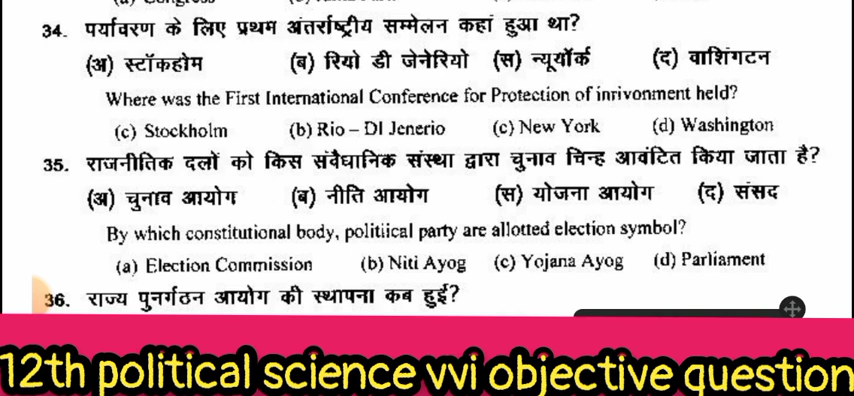 34. पर्यावरण के लिए प्रथम अंतर्राष्ट्रीय सम्मेलन कहां हुआ था?
(अ) स्टॉकहोम (ब) रियो डी जेनेरियो (स) न्यूयॉर्क (द) वाशिंगटन
Where was the First International Conference for Protection of inrivonment held?
(c) Stockholm (b) Rio – DI Jenerio (c) New York (d) Washington
35. राजनीतिक दलों को किस संवैधानिक संस्था द्वारा चुनाव चिन्ह आवंटित किया जाता है?
(अ) चुनाव आयोग (ब) नीति आयोग (स) योजना आयोग (द) संसद
By which constitutional body, politiical party are allotted election symbol?
(a) Election Commission (b) Niti Ayog (c) Yojana Ayog (d) Parliament
36. राज्य पुनर्गठन आयोग की स्थापना कब हुई?
12th political science vvi objective question